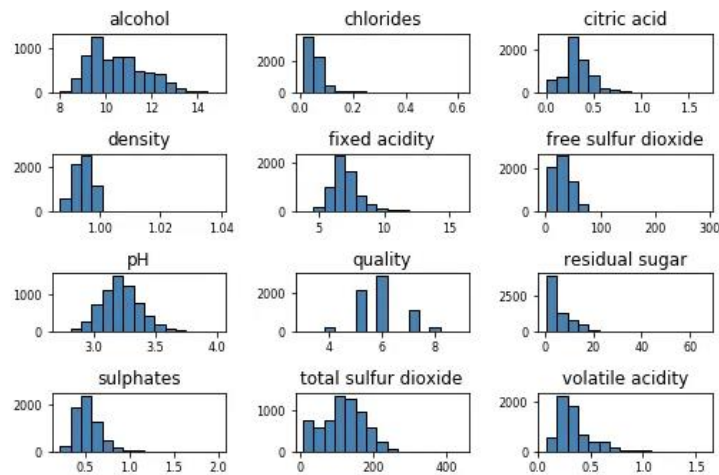 alcohol chlorides citric acid
1000 2000 2000
0 0 0
8 10 12 14 0.0 0.2 0.4 0.6 0.0 0.5 1.0 1.5
density fixed acidity free sulfur dioxide
2000 2000 2000
0 0 0
1.00 1.02 1.04 5 10 15 0 100 200 300
pH quality residual sugar
1000 2000 2500
0 0 0
3.0 3.5 4.0 4 6 8 0 20 40 60
sulphates total sulfur dioxide volatile acidity
2000 1000 2000
0 0 0
0.5 1.0 1.5 2.0 0 200 400 0.0 0.5 1.0 1.5